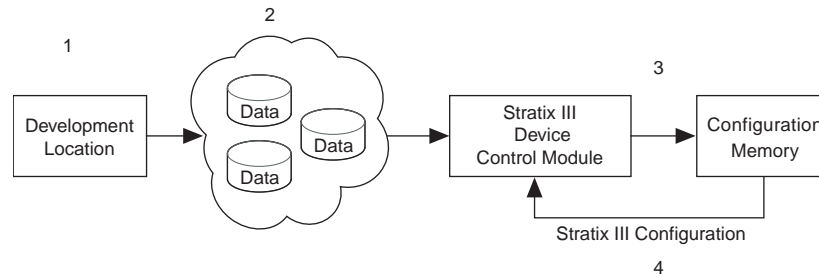 1
2
3
Development
Location
Data
Data
Data
Stratix III
Device
Control Module
Configuration
Memory
Stratix III Configuration
4